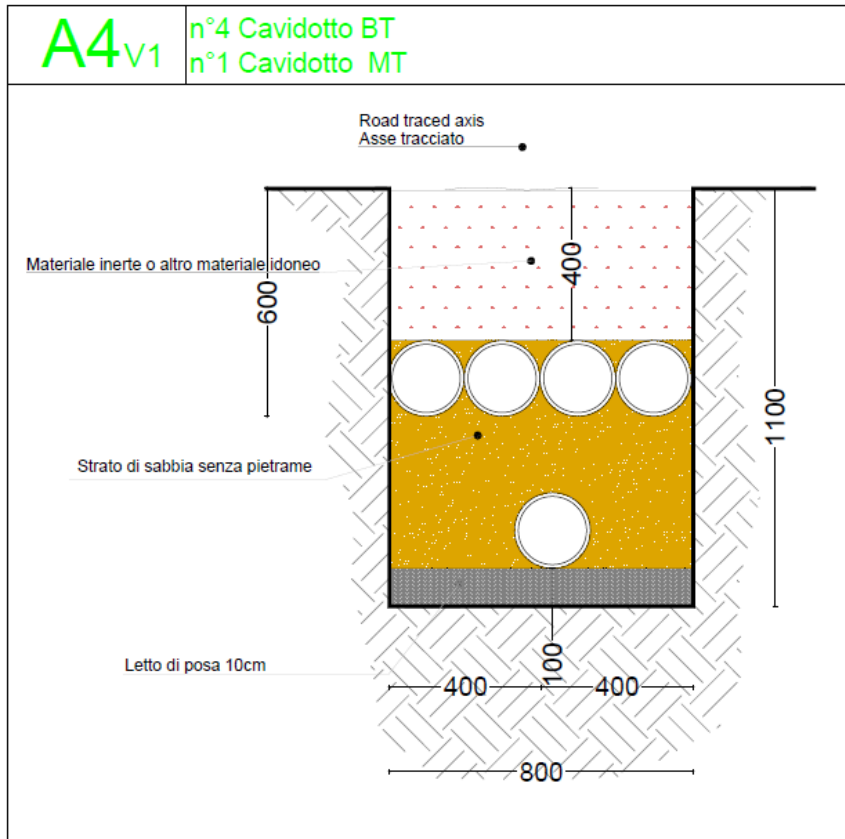 A4V1
n°4 Cavidotto BT
n°1 Cavidotto MT
Road traced axis
Asse tracciato
Materiale inerte o altro materiale idoneo
400
600
1100
Strato di sabbia senza pietrame
Letto di posa 10cm
100
400
400
800